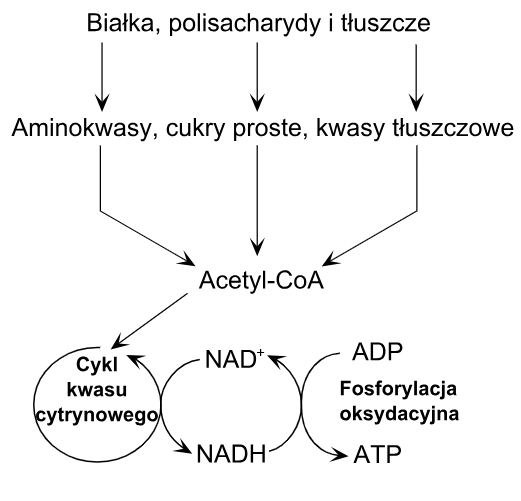 Białka, polisacharydy i tłuszcze
Aminokwasy, cukry proste, kwasy tłuszczowe
Acetyl-CoA
Cykl
kwasu
cytrynowego
NAD⁺
NADH
ADP
Fosforylacja
oksydacyjna
ATP